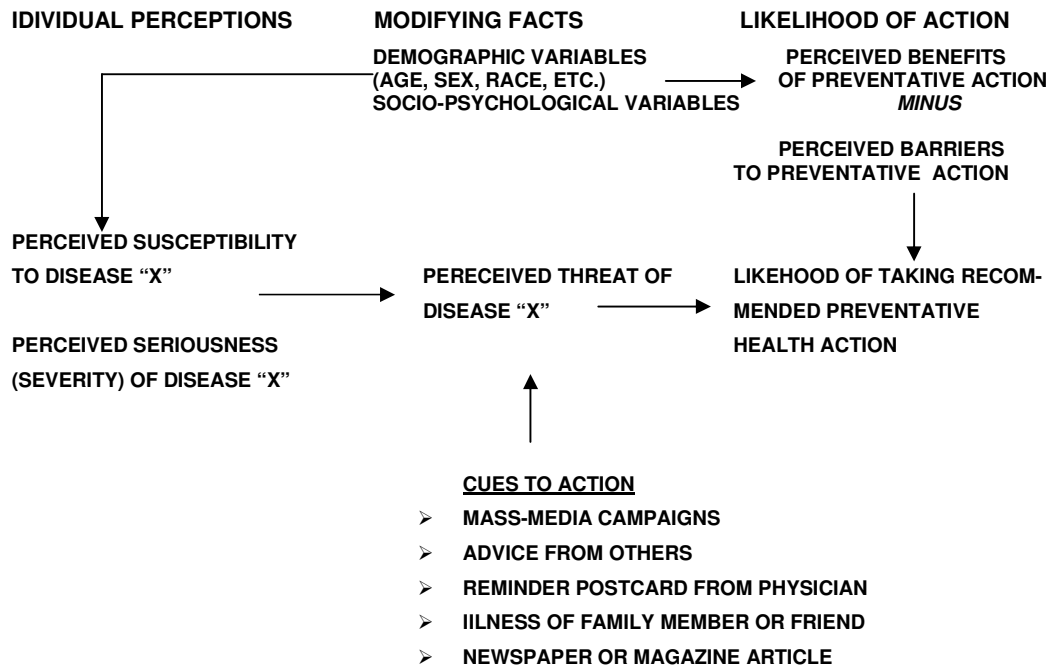 IDIVIDUAL PERCEPTIONS
MODIFYING FACTS
LIKELIHOOD OF ACTION
DEMOGRAPHIC VARIABLES
(AGE, SEX, RACE, ETC.)
SOCIO-PSYCHOLOGICAL VARIABLES
PERCEIVED BENEFITS
OF PREVENTATIVE ACTION
MINUS
PERCEIVED BARRIERS
TO PREVENTATIVE ACTION
PERCEIVED SUSCEPTIBILITY
TO DISEASE “X”
PERCEIVED SERIOUSNESS
(SEVERITY) OF DISEASE “X”
PERECEIVED THREAT OF
DISEASE “X”
LIKEHOOD OF TAKING RECOM-
MENDED PREVENTATIVE
HEALTH ACTION
CUES TO ACTION
➢ MASS-MEDIA CAMPAIGNS
➢ ADVICE FROM OTHERS
➢ REMINDER POSTCARD FROM PHYSICIAN
➢ IILNESS OF FAMILY MEMBER OR FRIEND
➢ NEWSPAPER OR MAGAZINE ARTICLE